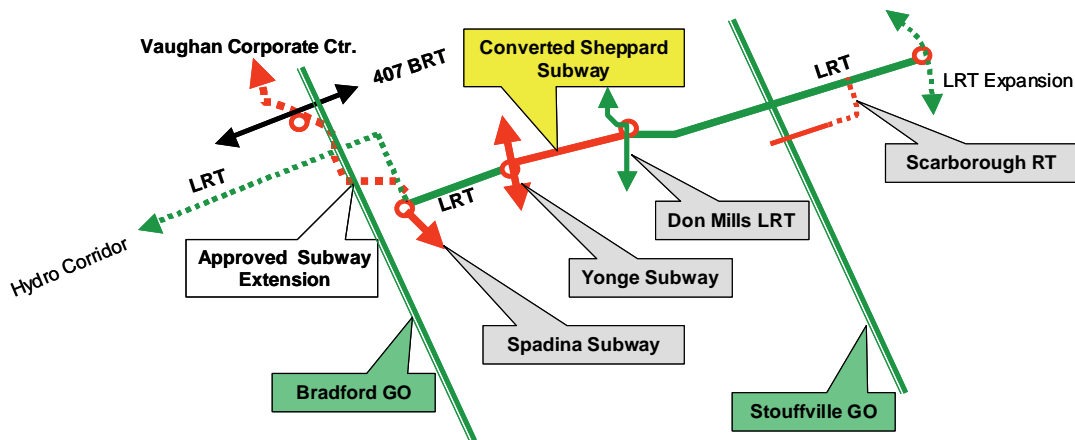 Vaughan Corporate Ctr.
407 BRT
Converted Sheppard
Subway
LRT
LRT Expansion
LRT
Hydro Corridor
LRT
Scarborough RT
Don Mills LRT
Approved Subway
Extension
Yonge Subway
Spadina Subway
Bradford GO
Stouffville GO